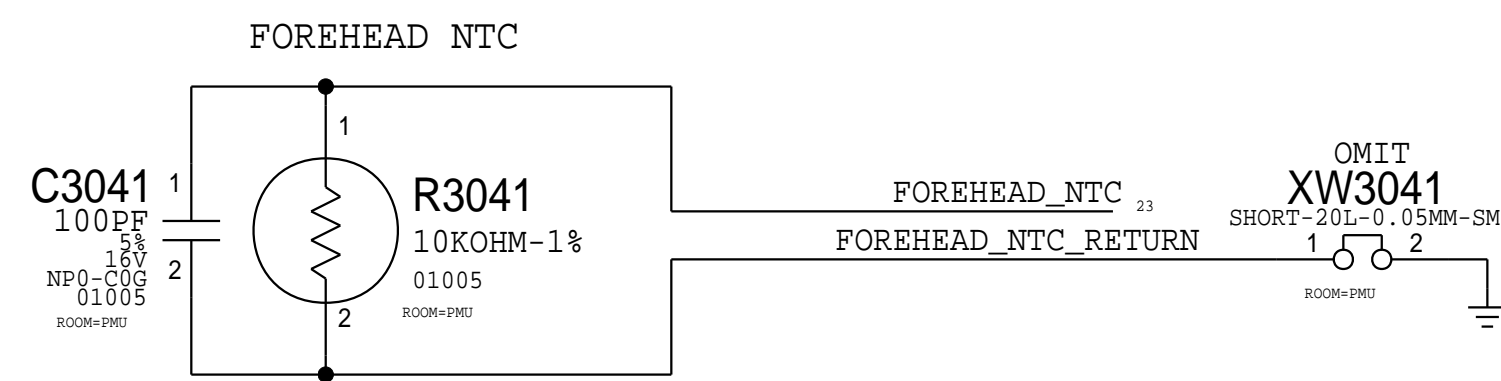 FOREHEAD NTC
C3041
1
100PF
5%
16V
NP0-C0G
01005
2
ROOM=PMU
1
R3041
10KOHM-1%
01005
ROOM=PMU
2
FOREHEAD_NTC 23
FOREHEAD_NTC_RETURN
OMIT
XW3041
SHORT-20L-0.05MM-SM
1 2
ROOM=PMU